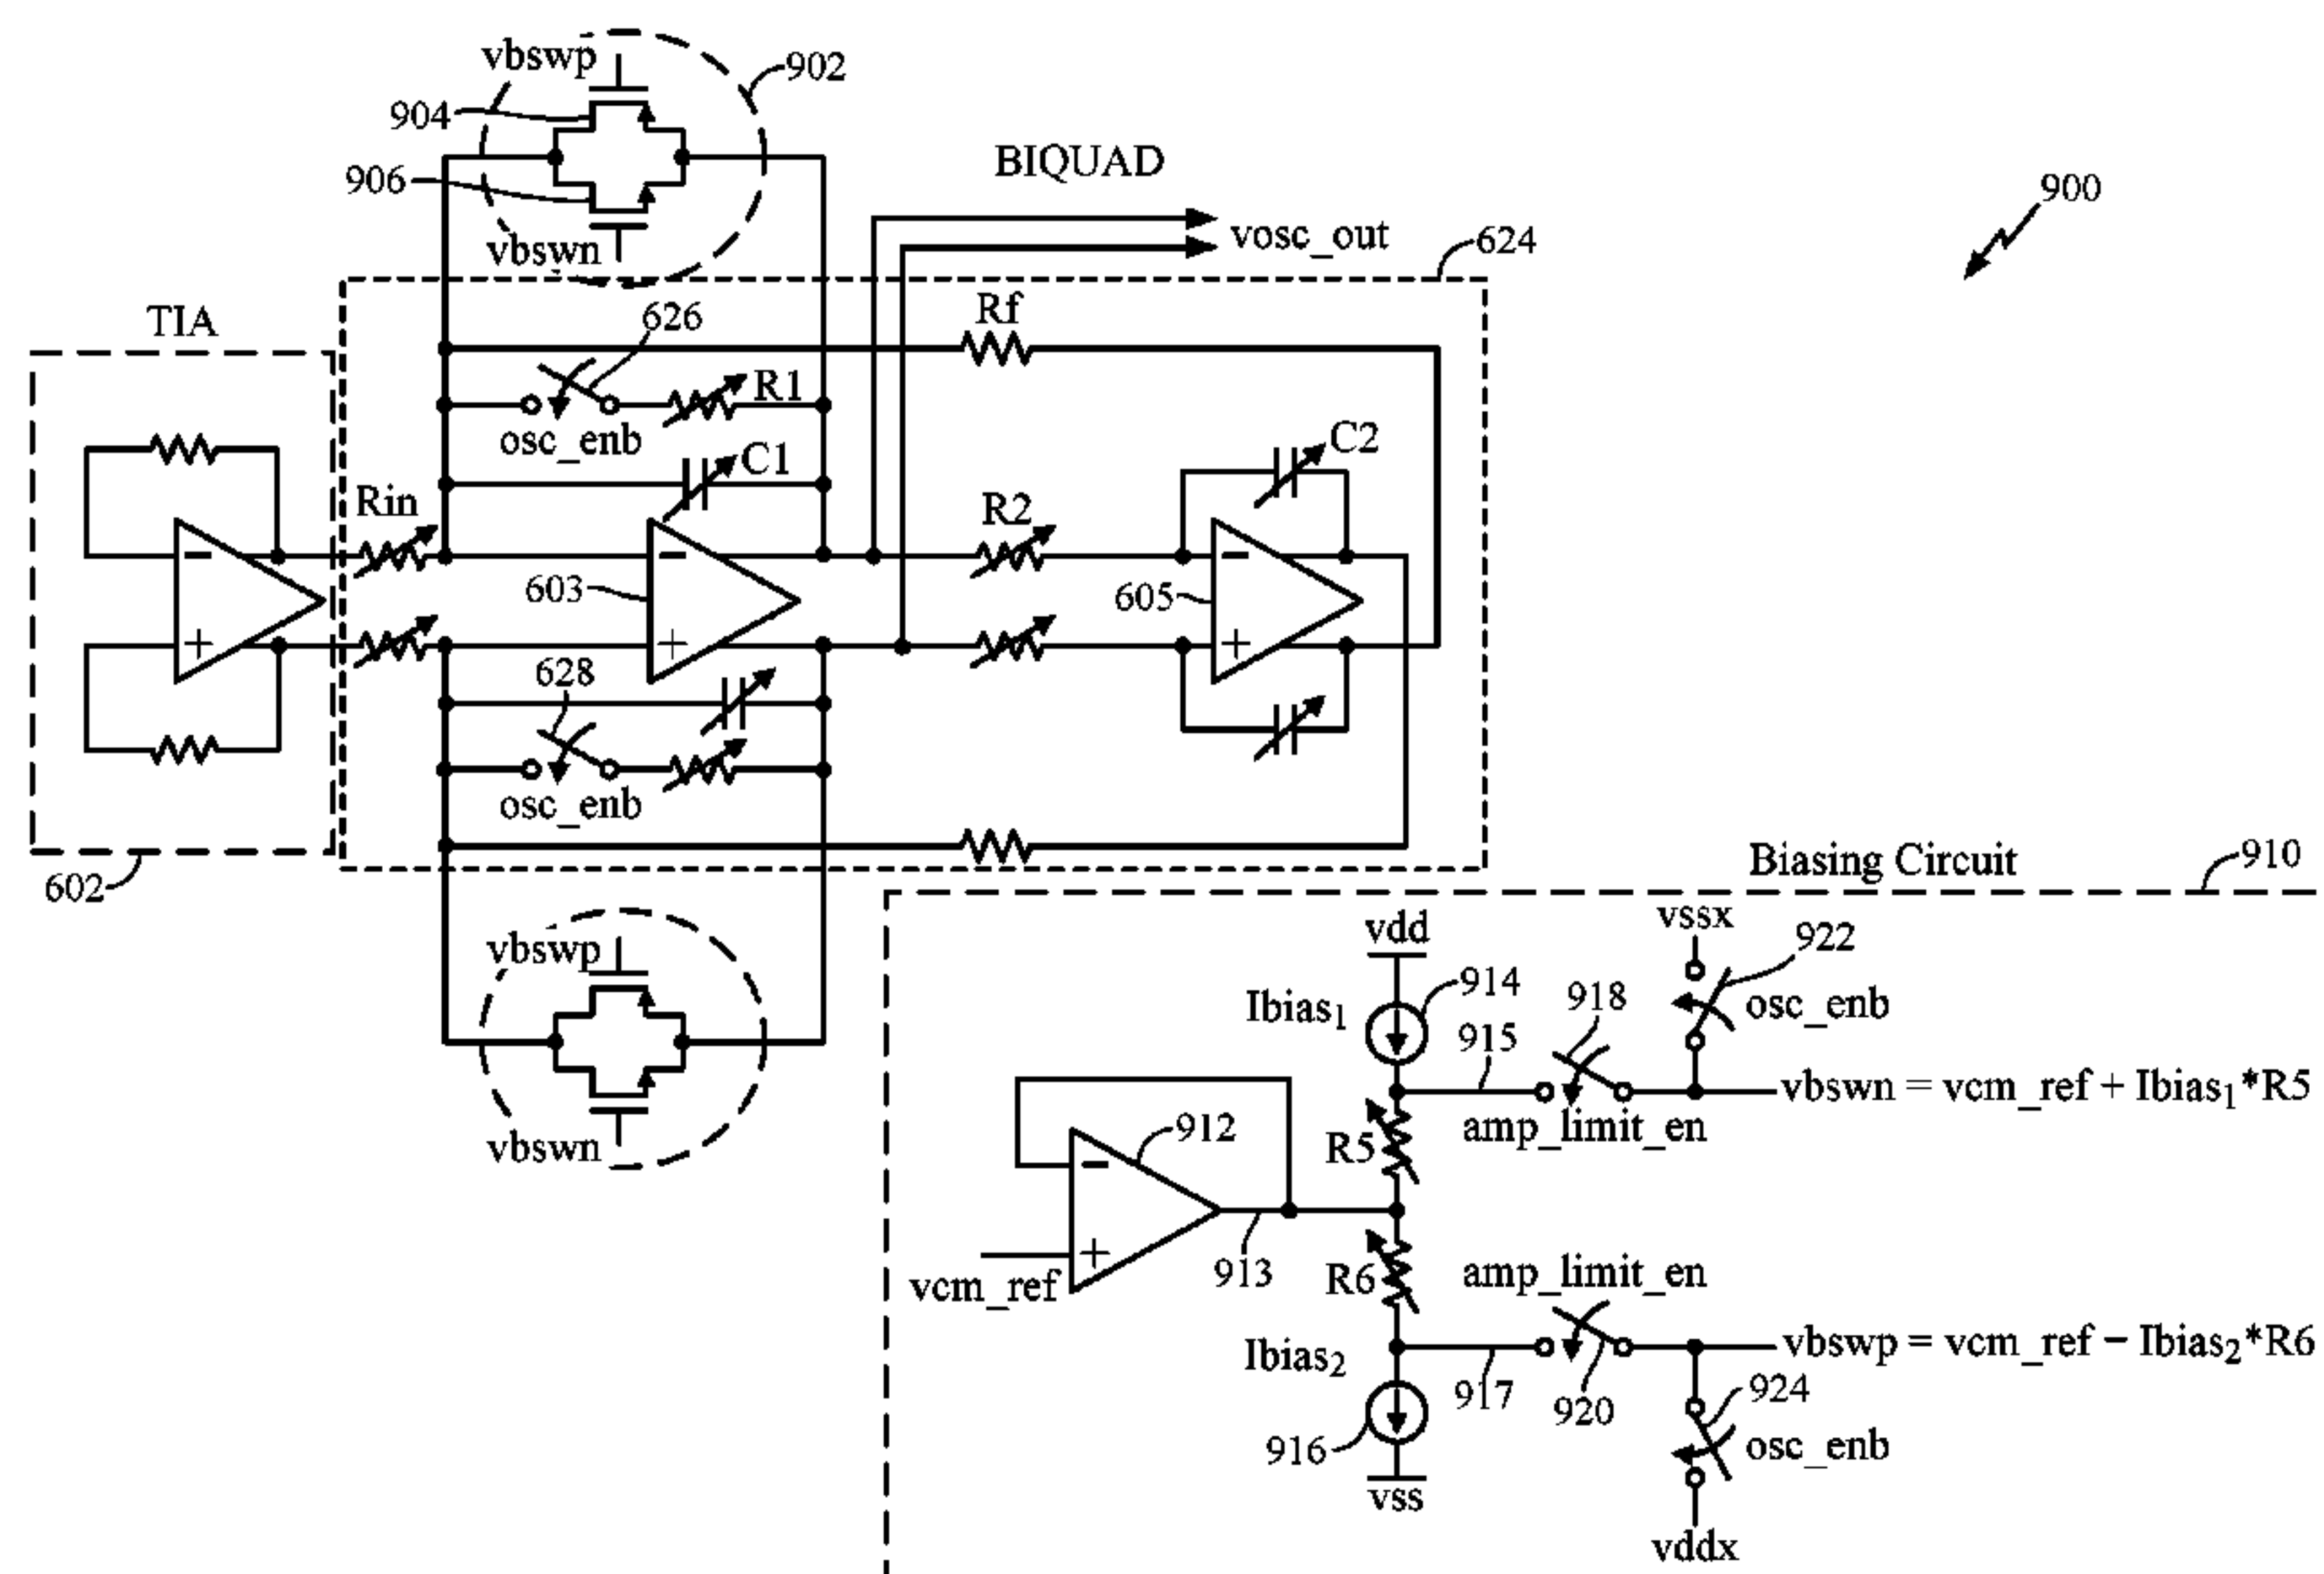 vbswp
902
904
906
vbswn
BIQUAD
900
vosc_out
624
TIA
626
Rf
R1
osc_enb
C1
C2
Rin
R2
603
605
628
osc_enb
602
Biasing Circuit
910
vbswp
vbswn
vdd
vssx
922
Ibias₁
914
918
osc_enb
915
vbswn = vcm_ref + Ibias₁*R5
amp_limit_en
912
R5
vcm_ref
913
R6
amp_limit_en
Ibias₂
vbswp = vcm_ref − Ibias₂*R6
917
920
924
916
osc_enb
vss
vddx